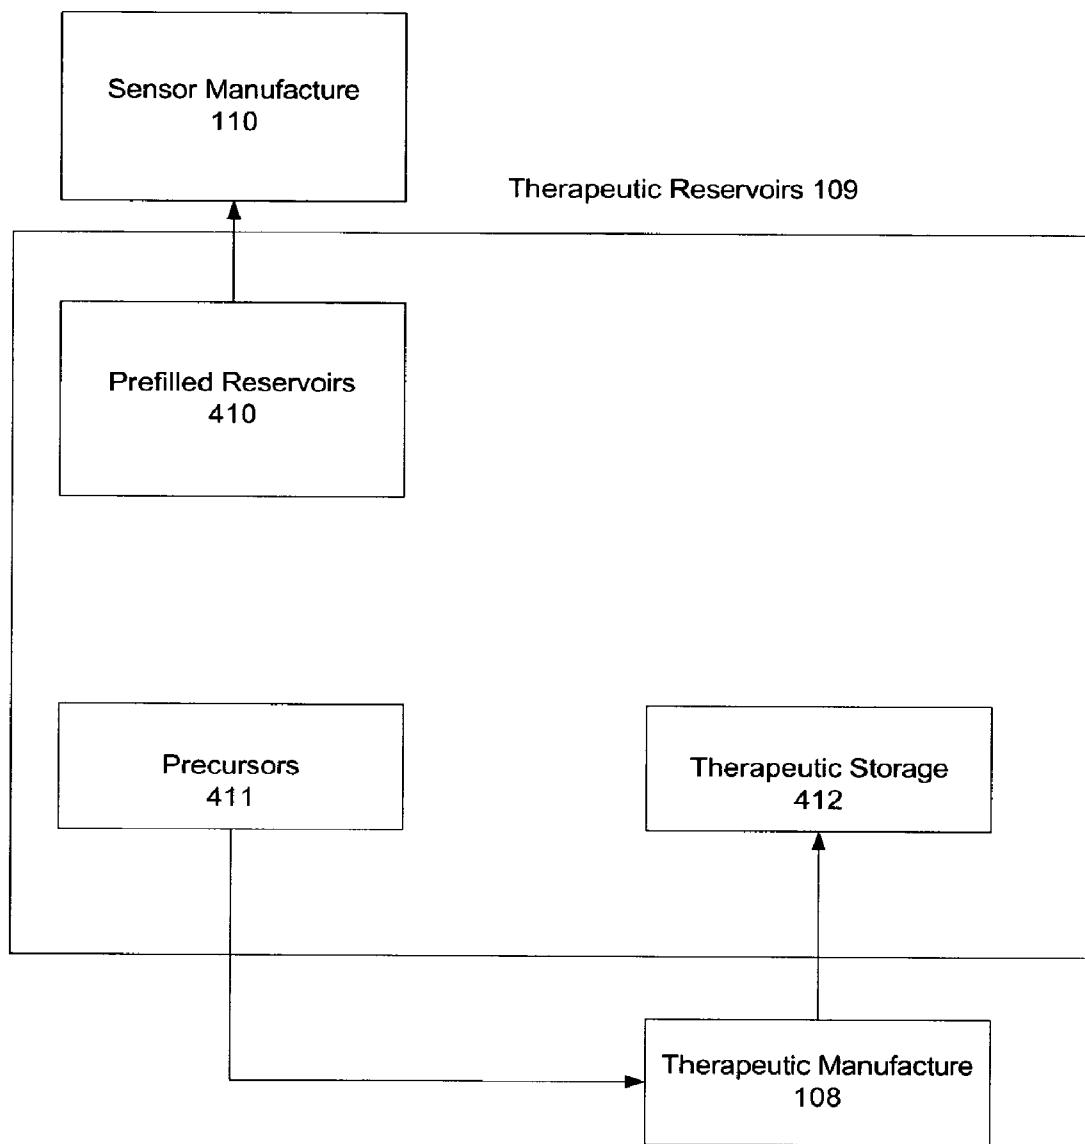 Sensor Manufacture
110
Therapeutic Reservoirs 109
Prefilled Reservoirs
410
Precursors
411
Therapeutic Storage
412
Therapeutic Manufacture
108